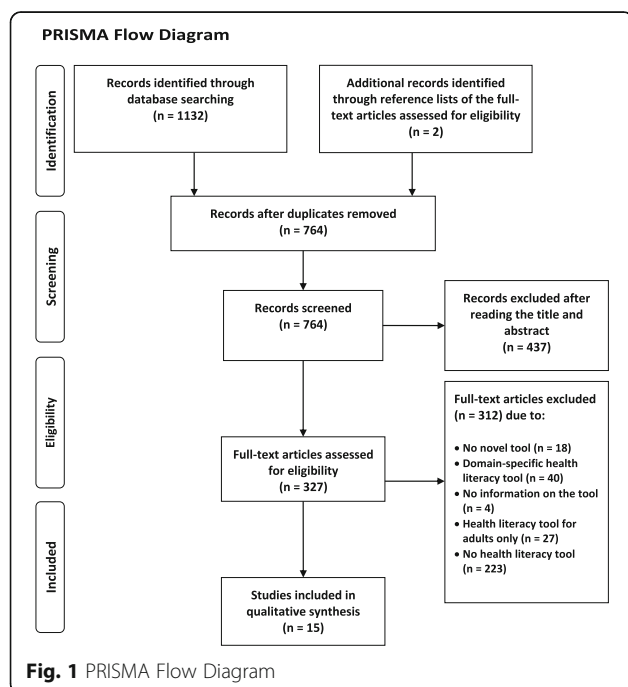 PRISMA Flow Diagram
Identification
Records identified through
database searching
(n = 1132)
Additional records identified
through reference lists of the full-
text articles assessed for eligibility
(n = 2)
Records after duplicates removed
(n = 764)
Screening
Records screened
(n = 764)
Records excluded after
reading the title and
abstract
(n = 437)
Eligibility
Full-text articles assessed
for eligibility
(n = 327)
Full-text articles excluded
(n = 312) due to:
• No novel tool (n = 18)
• Domain-specific health
literacy tool (n = 40)
• No information on the tool
(n = 4)
• Health literacy tool for
adults only (n = 27)
• No health literacy tool
(n = 223)
Included
Studies included in
qualitative synthesis
(n = 15)
Fig. 1 PRISMA Flow Diagram